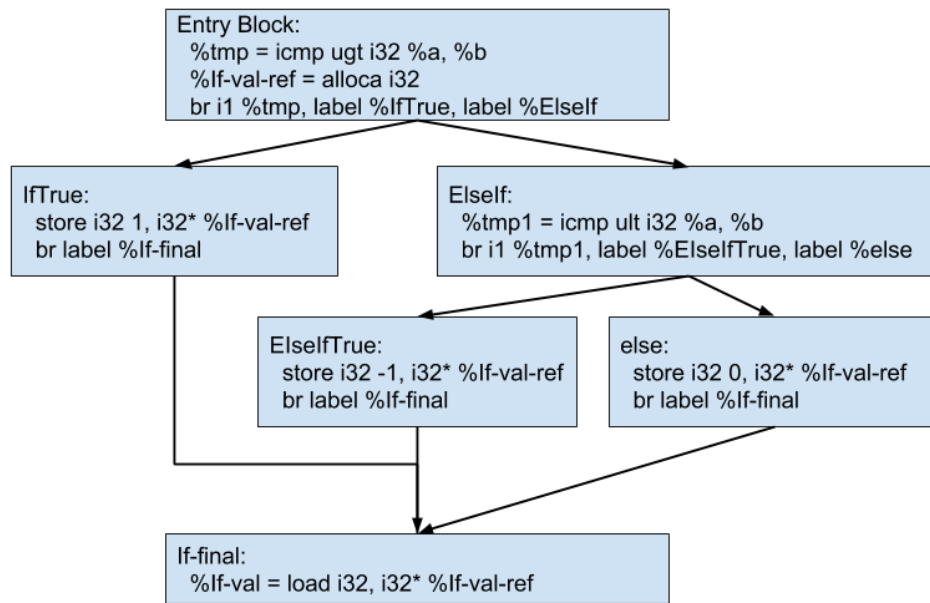 Entry Block:
%tmp = icmp ugt i32 %a, %b
%If-val-ref = alloca i32
br i1 %tmp, label %IfTrue, label %ElseIf
IfTrue:
store i32 1, i32* %If-val-ref
br label %If-final
ElseIf:
%tmp1 = icmp ult i32 %a, %b
br i1 %tmp1, label %ElseIfTrue, label %else
ElseIfTrue:
store i32 -1, i32* %If-val-ref
br label %If-final
else:
store i32 0, i32* %If-val-ref
br label %If-final
If-final:
%If-val = load i32, i32* %If-val-ref